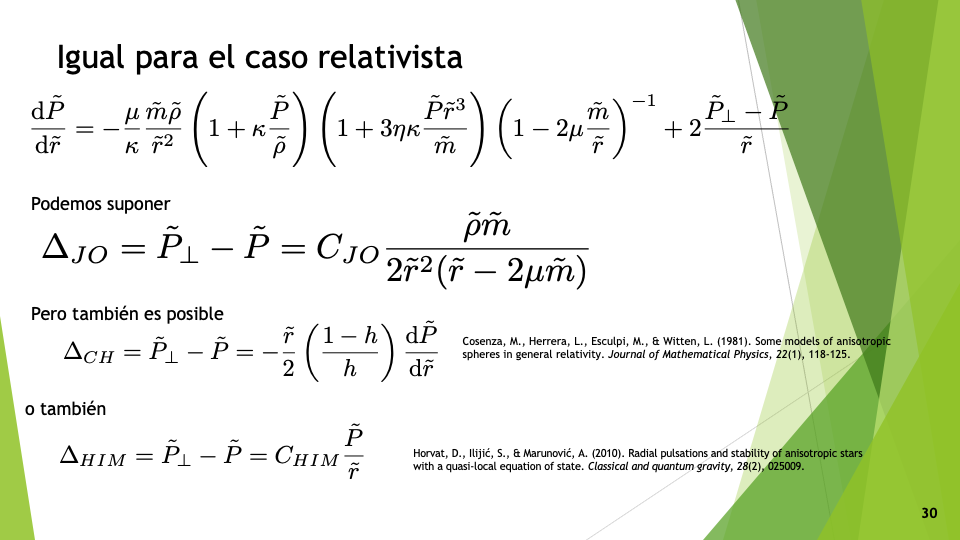 Igual para el caso relativista
\frac{\mathrm{d}\tilde{P}}{\mathrm{d}\tilde{r}} = -\frac{\mu}{\kappa}\frac{\tilde{m}\tilde{\rho}}{\tilde{r}^2}\left(1+\kappa\frac{\tilde{P}}{\tilde{\rho}}\right)\left(1+3\eta\kappa\frac{\tilde{P}\tilde{r}^3}{\tilde{m}}\right)\left(1-2\mu\frac{\tilde{m}}{\tilde{r}}\right)^{-1}+2\frac{\tilde{P}_{\perp}-\tilde{P}}{\tilde{r}}
Podemos suponer
\Delta_{JO} = \tilde{P}_{\perp}-\tilde{P} = C_{JO}\frac{\tilde{\rho}\tilde{m}}{2\tilde{r}^2(\tilde{r}-2\mu\tilde{m})}
Pero también es posible
\Delta_{CH} = \tilde{P}_{\perp}-\tilde{P} = -\frac{\tilde{r}}{2}\left(\frac{1-h}{h}\right)\frac{\mathrm{d}\tilde{P}}{\mathrm{d}\tilde{r}}
Cosenza, M., Herrera, L., Esculpi, M., & Witten, L. (1981). Some models of anisotropic
spheres in general relativity. Journal of Mathematical Physics, 22(1), 118-125.
o también
\Delta_{HIM} = \tilde{P}_{\perp}-\tilde{P} = C_{HIM}\frac{\tilde{P}}{\tilde{r}}
Horvat, D., Ilijić, S., & Marunović, A. (2010). Radial pulsations and stability of anisotropic stars
with a quasi-local equation of state. Classical and quantum gravity, 28(2), 025009.
30